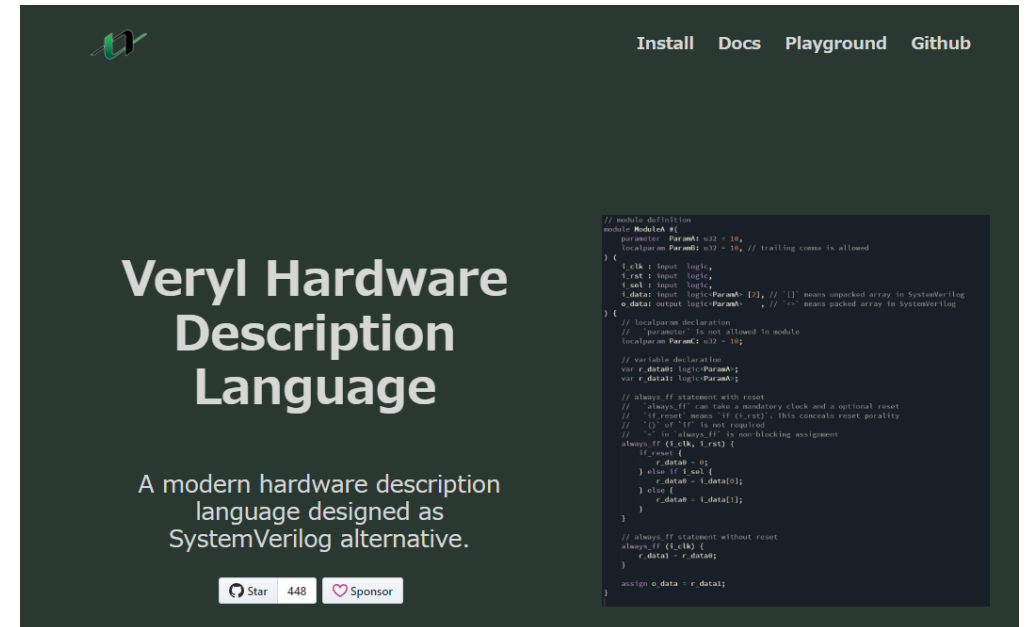 Install Docs Playground Github
Veryl Hardware
Description
Language
A modern hardware description
language designed as
SystemVerilog alternative.
Star 448 Sponsor
// module definition
module ModuleA #(
    parameter  ParamA: u32 = 10,
    localparam ParamB: u32 = 10, // trailing comma is allowed
) (
    i_clk : input  logic,
    i_rst : input  logic,
    i_sel : input  logic,
    i_data: input  logic<ParamA> [2], // `[]` means unpacked array in SystemVerilog
    o_data: output logic<ParamA>    , // `<>` means packed array in SystemVerilog
) {
    // localparam declaration
    //   `parameter` is not allowed in module
    localparam ParamC: u32 = 10;
    // variable declaration
    var r_data0: logic<ParamA>;
    var r_data1: logic<ParamA>;
    // always_ff statement with reset
    //   `always_ff` can take a mandatory clock and a optional reset
    //   `if_reset` means `if (i_rst)`. This conceals reset porality
    //   `()` of `if` is not required
    //   `=` in `always_ff` is non-blocking assignment
    always_ff (i_clk, i_rst) {
        if_reset {
            r_data0 = 0;
        } else if i_sel {
            r_data0 = i_data[0];
        } else {
            r_data0 = i_data[1];
        }
    }
    // always_ff statement without reset
    always_ff (i_clk) {
        r_data1 = r_data0;
    }
    assign o_data = r_data1;
}